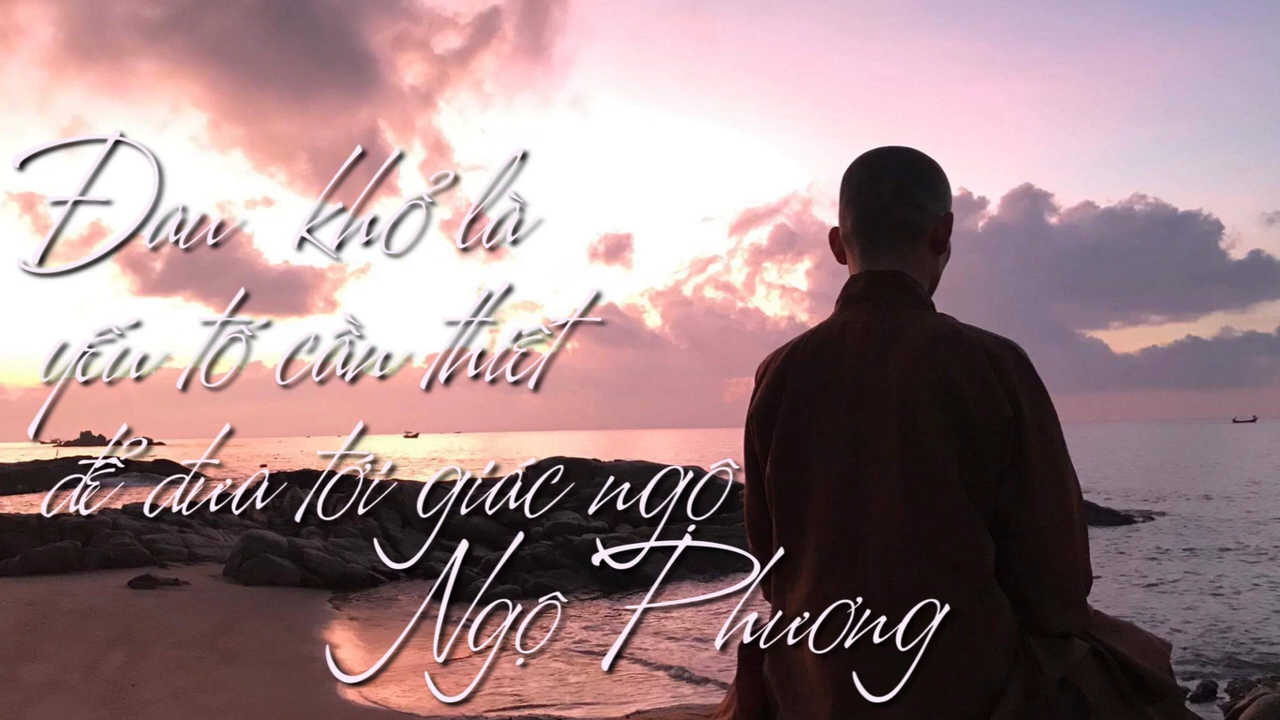 Đau khổ là
yếu tố cần thiết
để đưa tới giác ngộ
Ngộ Phương